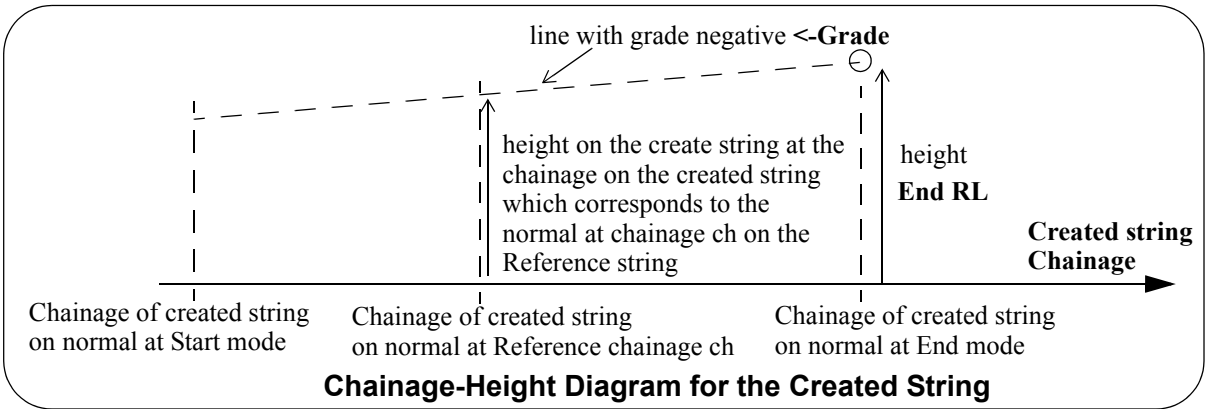 line with grade negative <-Grade
height on the create string at the
chainage on the created string
which corresponds to the
normal at chainage ch on the
Reference string
height
End RL
Created string
Chainage
Chainage of created string
on normal at Start mode
Chainage of created string
on normal at Reference chainage ch
Chainage of created string
on normal at End mode
Chainage-Height Diagram for the Created String